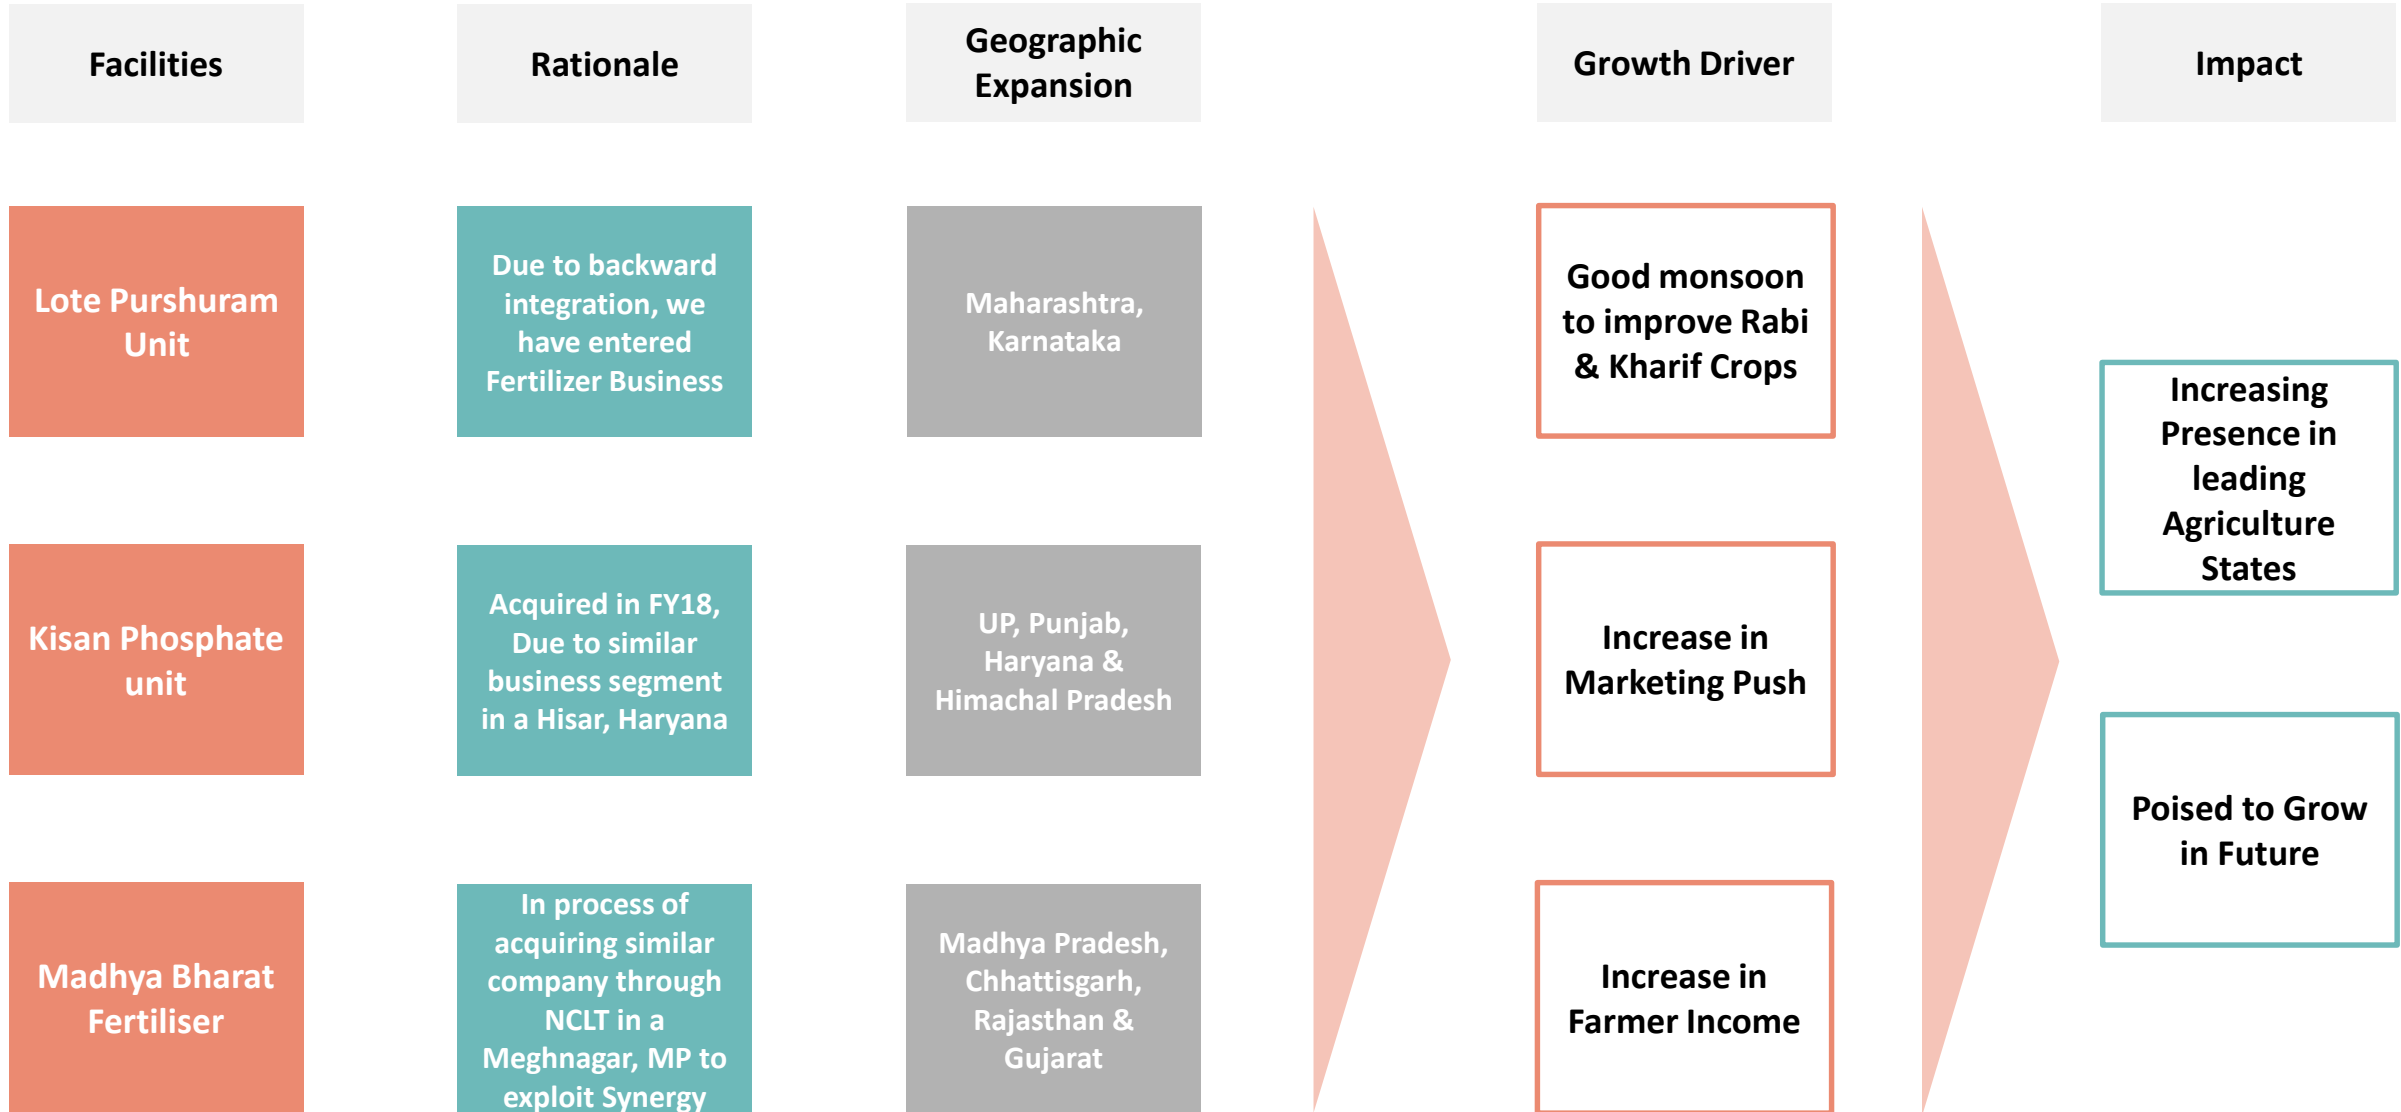 Facilities
Rationale
Geographic
Expansion
Growth Driver
Impact
Lote Purshuram
Unit
Due to backward
integration, we
have entered
Fertilizer Business
Maharashtra,
Karnataka
Good monsoon
to improve Rabi
& Kharif Crops
Kisan Phosphate
unit
Acquired in FY18,
Due to similar
business segment
in a Hisar, Haryana
UP, Punjab,
Haryana &
Himachal Pradesh
Increase in
Marketing Push
Madhya Bharat
Fertiliser
In process of
acquiring similar
company through
NCLT in a
Meghnagar, MP to
exploit Synergy
Madhya Pradesh,
Chhattisgarh,
Rajasthan &
Gujarat
Increase in
Farmer Income
Increasing
Presence in
leading
Agriculture
States
Poised to Grow
in Future